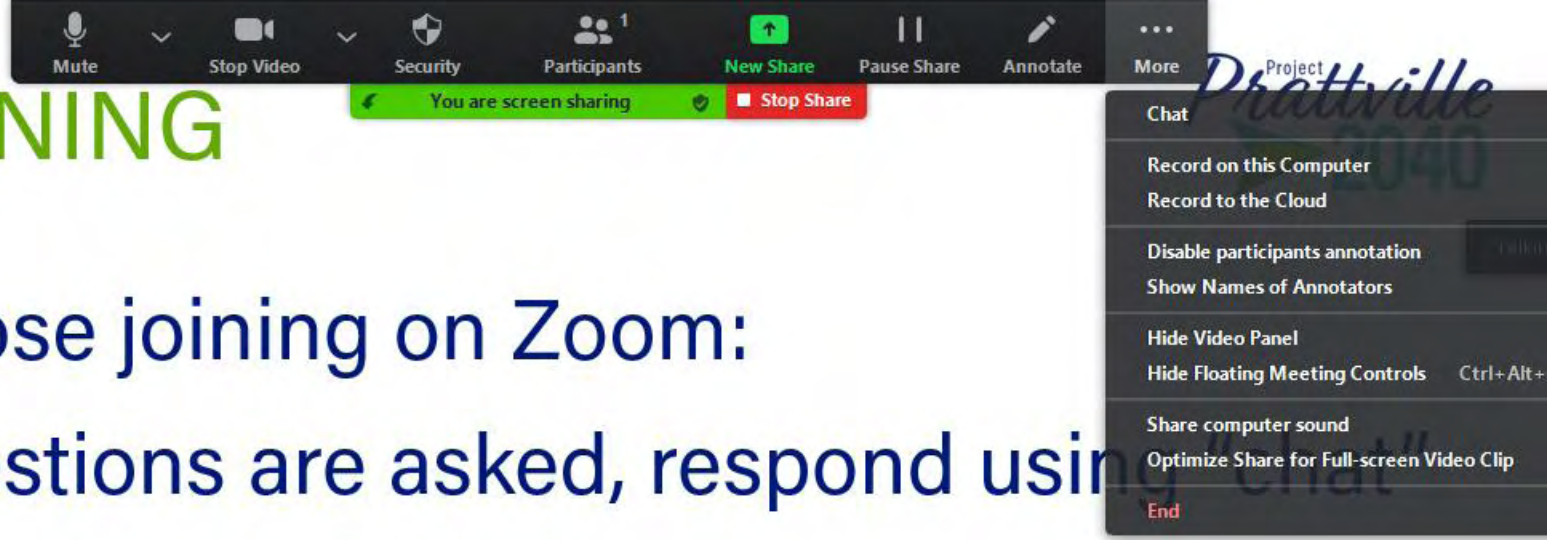 Mute
Stop Video
Security
Participants
1
New Share
Pause Share
Annotate
More
You are screen sharing
Stop Share
NING
Project
Prattville
2040
Chat
Record on this Computer
Record to the Cloud
Disable participants annotation
Show Names of Annotators
Hide Video Panel
Hide Floating Meeting Controls Ctrl+Alt+
Share computer sound
Optimize Share for Full-screen Video Clip
End
ose joining on Zoom:
stions are asked, respond using "chat"